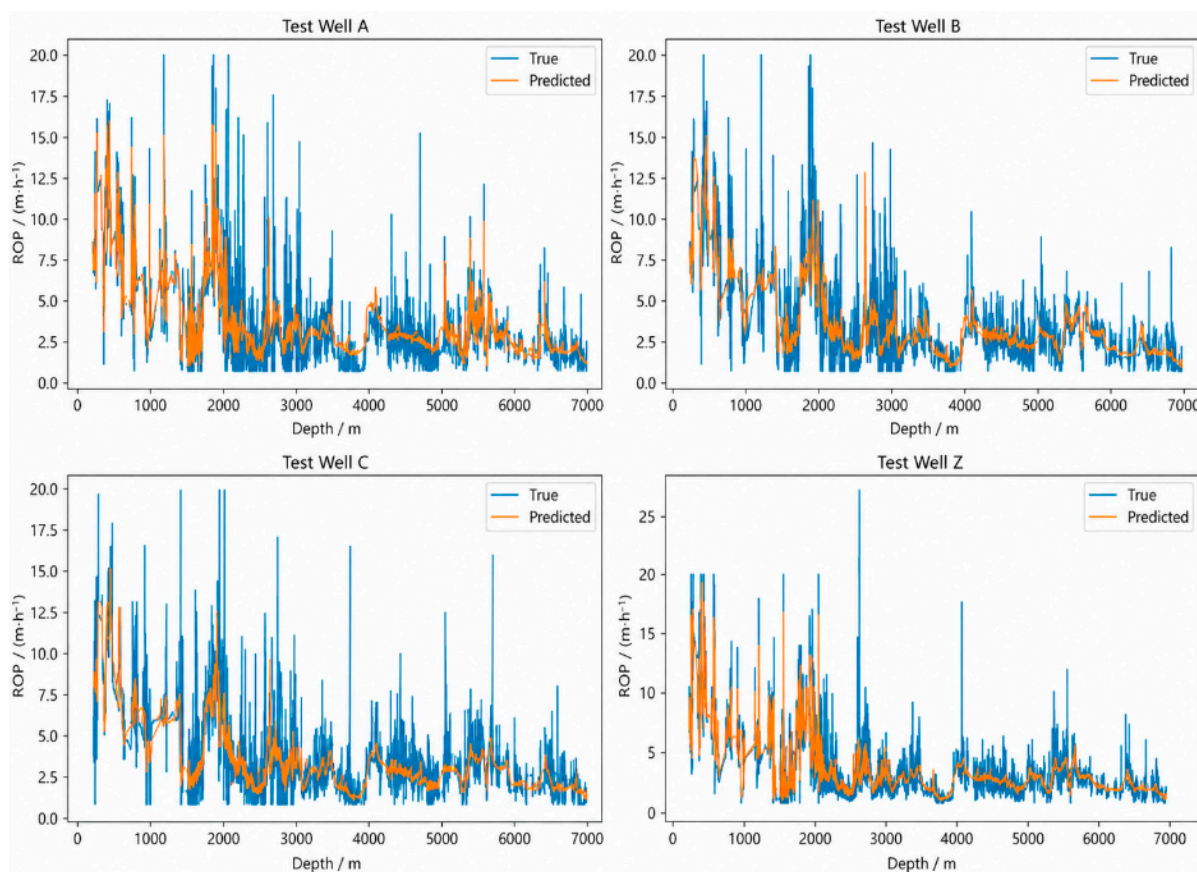 Test Well A
20.0
17.5
15.0
12.5
10.0
7.5
5.0
2.5
0.0
ROP / (m·h⁻¹)
True
Predicted
0 1000 2000 3000 4000 5000 6000 7000
Depth / m
Test Well B
20.0
17.5
15.0
12.5
10.0
7.5
5.0
2.5
0.0
ROP / (m·h⁻¹)
True
Predicted
0 1000 2000 3000 4000 5000 6000 7000
Depth / m
Test Well C
20.0
17.5
15.0
12.5
10.0
7.5
5.0
2.5
0.0
ROP / (m·h⁻¹)
True
Predicted
0 1000 2000 3000 4000 5000 6000 7000
Depth / m
Test Well Z
25
20
15
10
5
0
ROP / (m·h⁻¹)
True
Predicted
0 1000 2000 3000 4000 5000 6000 7000
Depth / m